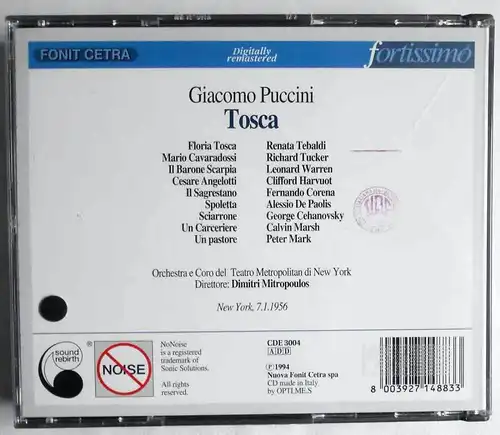 FONIT CETRA
Digitally
remastered
fortissimo
Giacomo Puccini
Tosca
Floria Tosca Renata Tebaldi
Mario Cavaradossi Richard Tucker
Il Barone Scarpia Leonard Warren
Cesare Angelotti Clifford Harvuot
Il Sagrestano Fernando Corena
Spoletta Alessio De Paolis
Sciarrone George Cehanovsky
Un Carceriere Calvin Marsh
Un pastore Peter Mark
Orchestra e Coro del Teatro Metropolitan di New York
Direttore: Dimitri Mitropoulos
New York, 7.1.1956
sound
rebirth
®
NOISE
NoNoise
is a registered
trademark of
Sonic Solutions.
All rights
reserved.
CDE 3004
ADD
℗ 1994
Nuova Fonit Cetra spa
CD made in Italy
by OPTI.ME.S
8 003927 148833